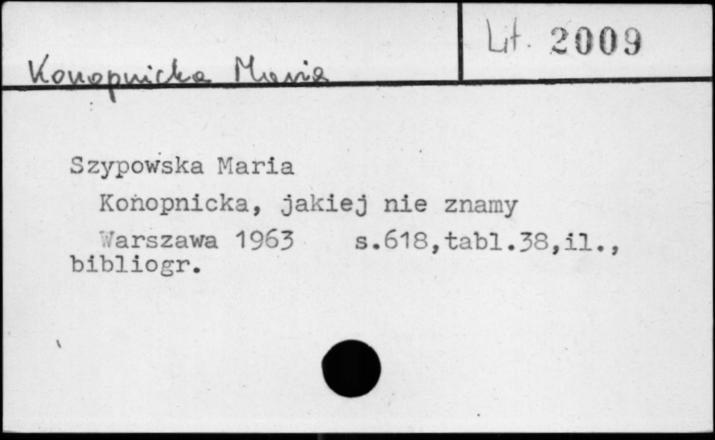 Konopnicka Maria
Lit. 2009
Szypowska Maria
Konopnicka, jakiej nie znamy
Warszawa 1963 s.618,tabl.38,il.,
bibliogr.